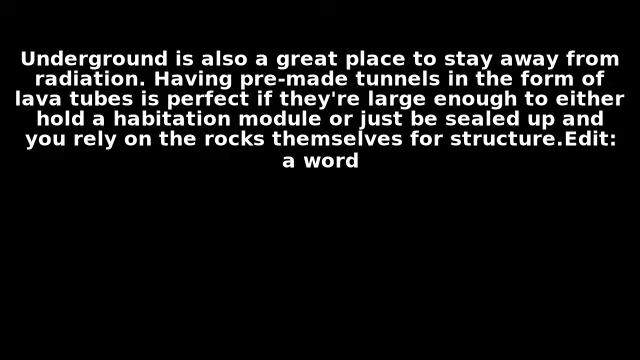 Underground is also a great place to stay away from
radiation. Having pre-made tunnels in the form of
lava tubes is perfect if they're large enough to either
hold a habitation module or just be sealed up and
you rely on the rocks themselves for structure.Edit:
a word